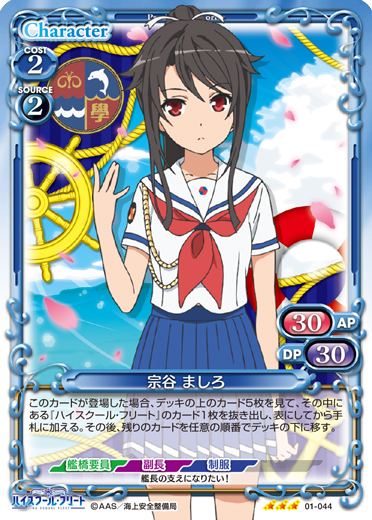 Character
COST
2
SOURCE
2
學
30 AP
DP 30
宗谷 ましろ
このカードが登場した場合、デッキの上のカード5枚を見て、その中に
ある『ハイスクール・フリート』のカード1枚を抜き出し、表にしてから手
札に加える。その後、残りのカードを任意の順番でデッキの下に移す。
艦橋要員 副長 制服
艦長の支えになりたい!
ハイスクール・フリート
©AAS/海上安全整備局
01-044